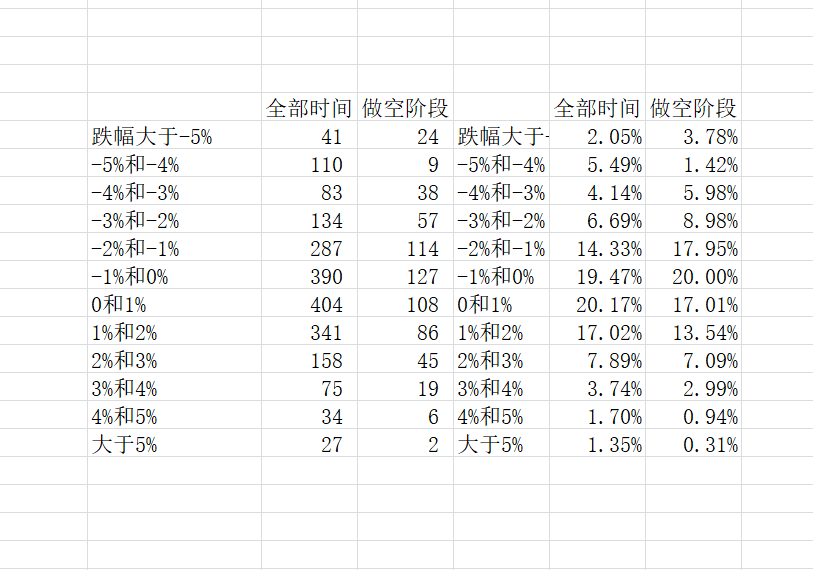 全部时间 做空阶段 全部时间 做空阶段
跌幅大于-5% 41 24 跌幅大于- 2.05% 3.78%
-5%和-4% 110 9 -5%和-4% 5.49% 1.42%
-4%和-3% 83 38 -4%和-3% 4.14% 5.98%
-3%和-2% 134 57 -3%和-2% 6.69% 8.98%
-2%和-1% 287 114 -2%和-1% 14.33% 17.95%
-1%和0% 390 127 -1%和0% 19.47% 20.00%
0和1% 404 108 0和1% 20.17% 17.01%
1%和2% 341 86 1%和2% 17.02% 13.54%
2%和3% 158 45 2%和3% 7.89% 7.09%
3%和4% 75 19 3%和4% 3.74% 2.99%
4%和5% 34 6 4%和5% 1.70% 0.94%
大于5% 27 2 大于5% 1.35% 0.31%